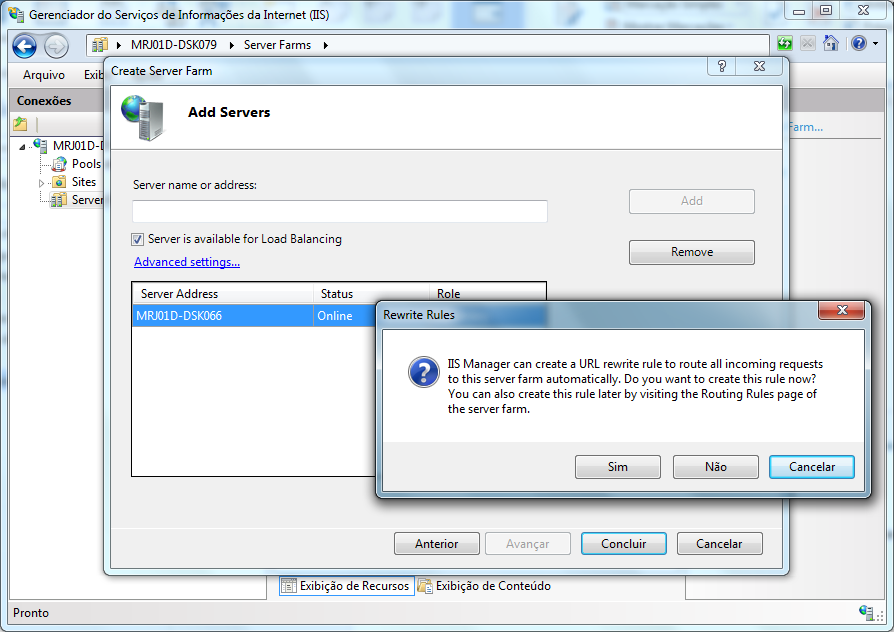 Gerenciador do Serviços de Informações da Internet (IIS)
MRJ01D-DSK079 Server Farms
Arquivo Exib
Create Server Farm
Conexões
Add Servers
Farm...
MRJ01D-D
Pools
Sites
Server
Server name or address:
Add
Server is available for Load Balancing
Remove
Advanced settings...
Server Address Status Role
MRJ01D-DSK066 Online
Rewrite Rules
IIS Manager can create a URL rewrite rule to route all incoming requests
to this server farm automatically. Do you want to create this rule now?
You can also create this rule later by visiting the Routing Rules page of
the server farm.
Sim Não Cancelar
Anterior Avançar Concluir Cancelar
Exibição de Recursos Exibição de Conteúdo
Pronto